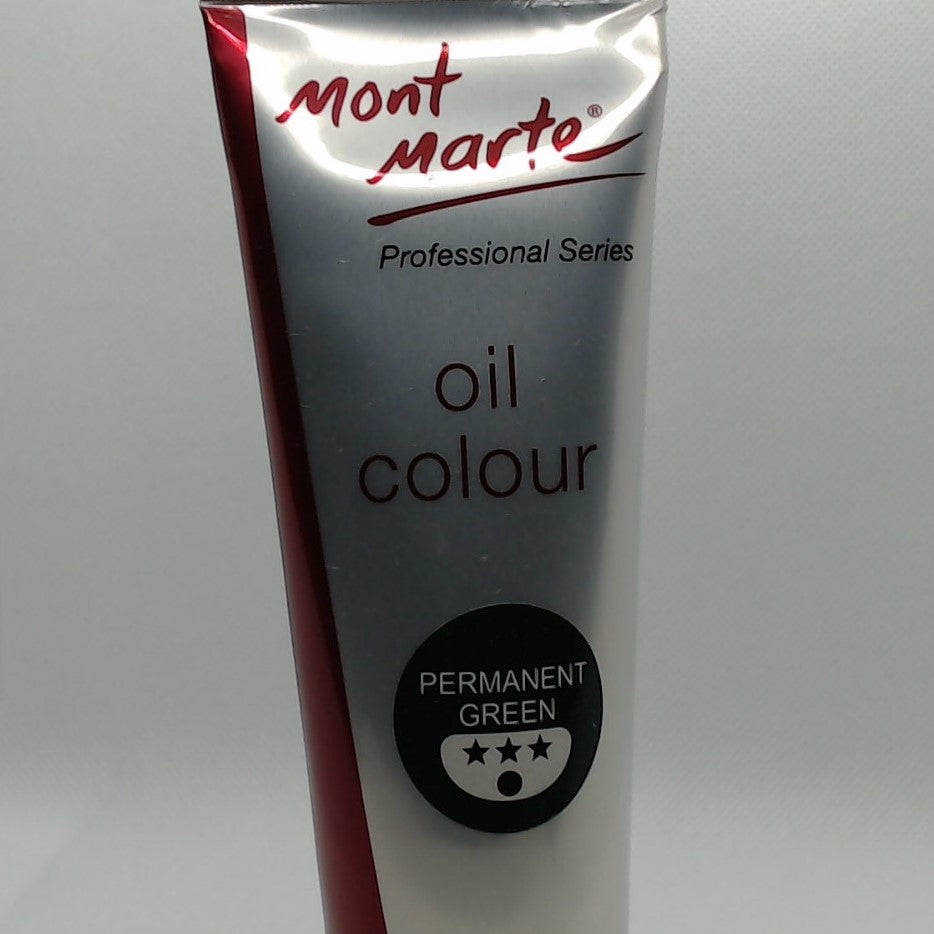 Mont
Marte®
Professional Series
oil
colour
PERMANENT
GREEN